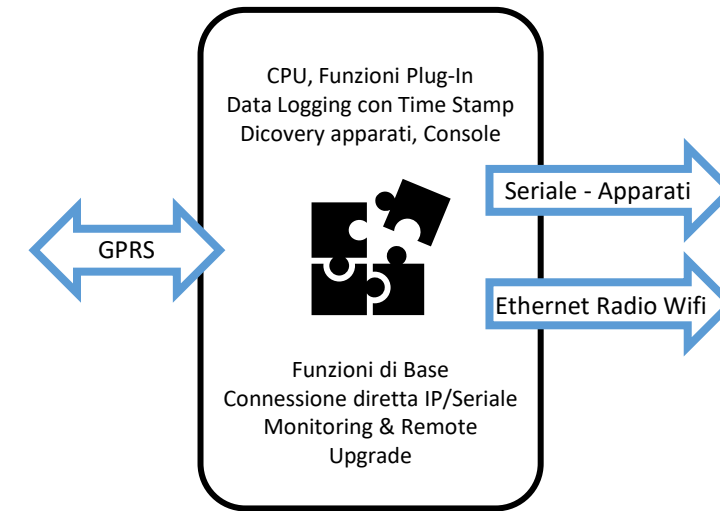 CPU, Funzioni Plug-In
Data Logging con Time Stamp
Dicovery apparati, Console
Seriale - Apparati
GPRS
Ethernet Radio Wifi
Funzioni di Base
Connessione diretta IP/Seriale
Monitoring & Remote
Upgrade